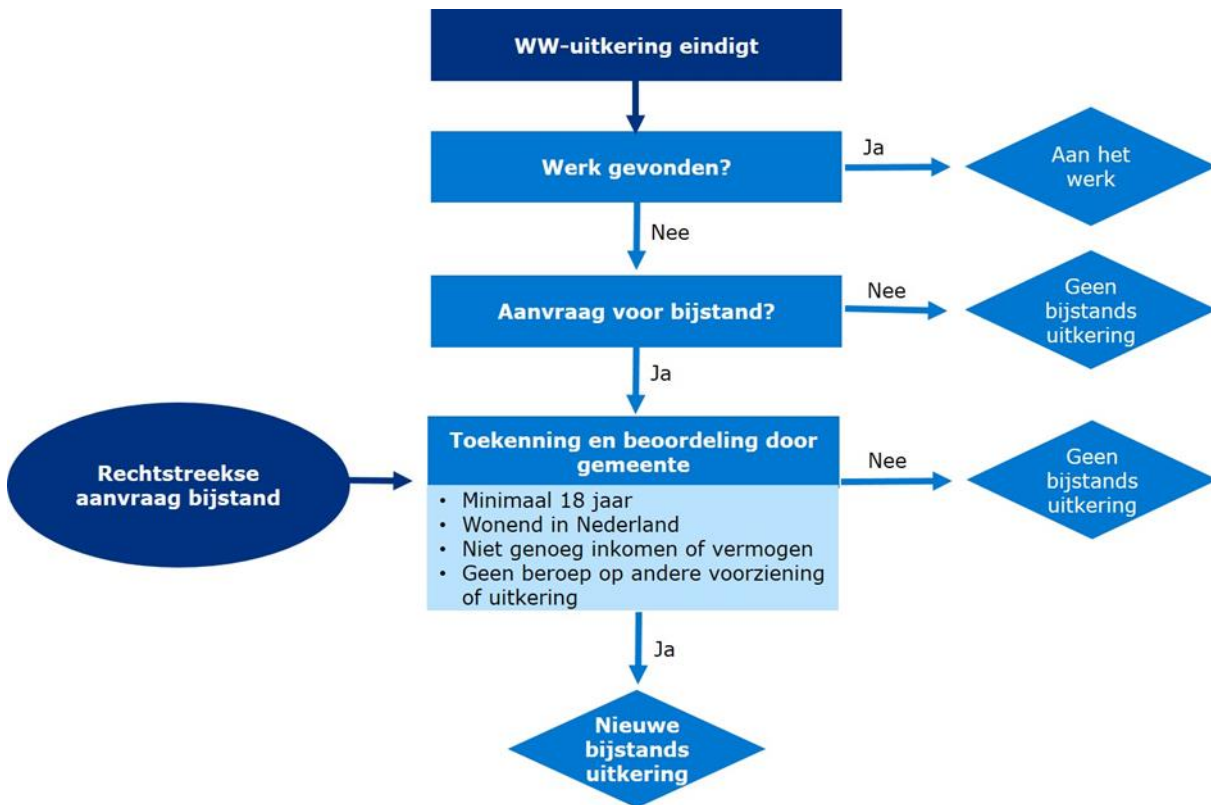 WW-uitkering eindigt
Werk gevonden?
Ja
Aan het
werk
Nee
Aanvraag voor bijstand?
Nee
Geen
bijstands
uitkering
Ja
Rechtstreekse
aanvraag bijstand
Toekenning en beoordeling door
gemeente
• Minimaal 18 jaar
• Wonend in Nederland
• Niet genoeg inkomen of vermogen
• Geen beroep op andere voorziening
of uitkering
Nee
Geen
bijstands
uitkering
Ja
Nieuwe
bijstands
uitkering